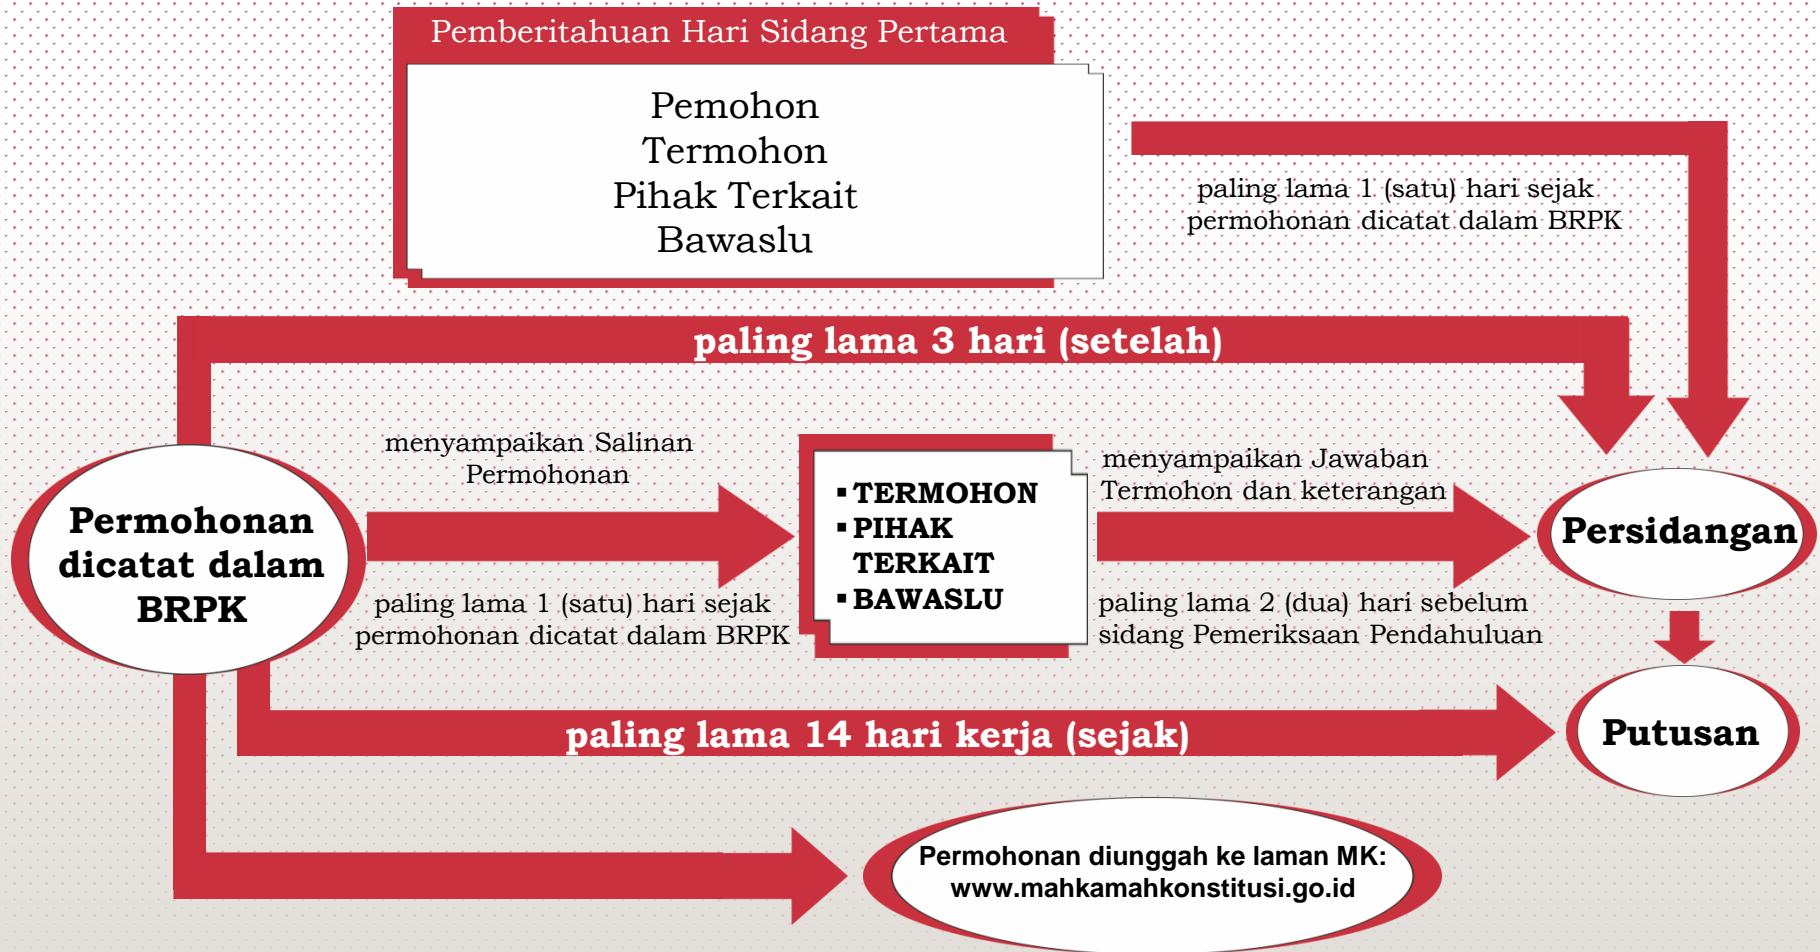 Pemberitahuan Hari Sidang Pertama
Pemohon
Termohon
Pihak Terkait
Bawaslu
paling lama 1 (satu) hari sejak
permohonan dicatat dalam BRPK
paling lama 3 hari (setelah)
Permohonan
dicatat dalam
BRPK
menyampaikan Salinan
Permohonan
paling lama 1 (satu) hari sejak
permohonan dicatat dalam BRPK
▪ TERMOHON
▪ PIHAK
TERKAIT
▪ BAWASLU
menyampaikan Jawaban
Termohon dan keterangan
paling lama 2 (dua) hari sebelum
sidang Pemeriksaan Pendahuluan
Persidangan
paling lama 14 hari kerja (sejak)
Putusan
Permohonan diunggah ke laman MK:
www.mahkamahkonstitusi.go.id